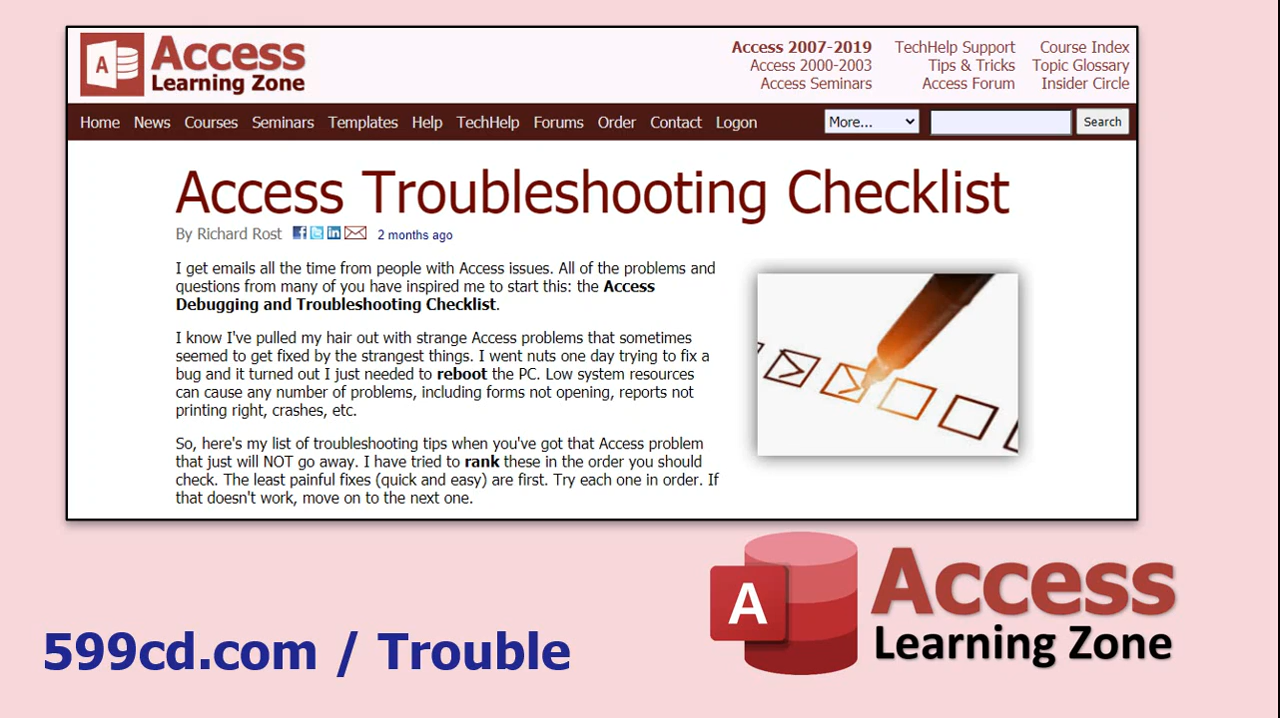 Access
Learning Zone
Access 2007-2019 TechHelp Support Course Index
Access 2000-2003 Tips & Tricks Topic Glossary
Access Seminars Access Forum Insider Circle
Home News Courses Seminars Templates Help TechHelp Forums Order Contact Logon More... Search
Access Troubleshooting Checklist
By Richard Rost 2 months ago
I get emails all the time from people with Access issues. All of the problems and
questions from many of you have inspired me to start this: the Access
Debugging and Troubleshooting Checklist.
I know I've pulled my hair out with strange Access problems that sometimes
seemed to get fixed by the strangest things. I went nuts one day trying to fix a
bug and it turned out I just needed to reboot the PC. Low system resources
can cause any number of problems, including forms not opening, reports not
printing right, crashes, etc.
So, here's my list of troubleshooting tips when you've got that Access problem
that just will NOT go away. I have tried to rank these in the order you should
check. The least painful fixes (quick and easy) are first. Try each one in order. If
that doesn't work, move on to the next one.
A
Access
Learning Zone
599cd.com / Trouble